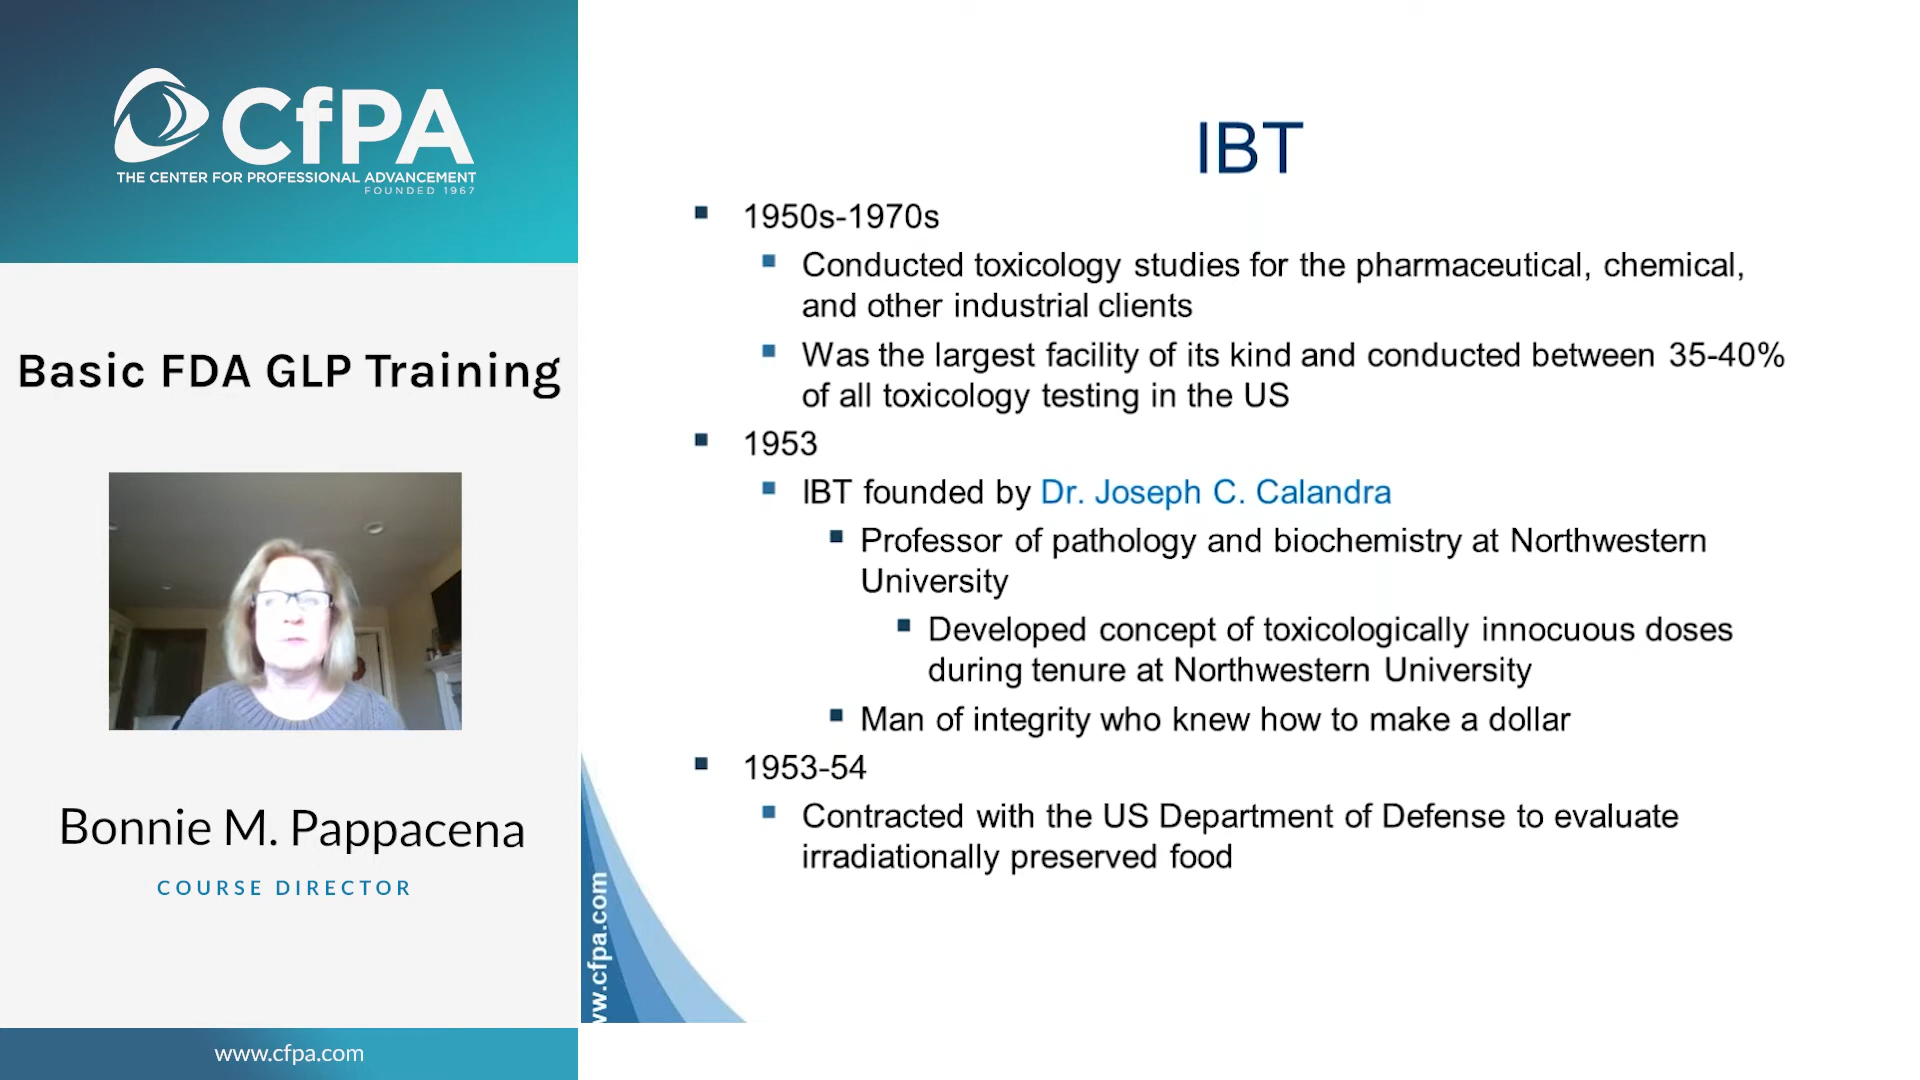 CfPA
THE CENTER FOR PROFESSIONAL ADVANCEMENT
FOUNDED 1967
Basic FDA GLP Training
Bonnie M. Pappacena
COURSE DIRECTOR
www.cfpa.com
IBT
1950s-1970s
Conducted toxicology studies for the pharmaceutical, chemical,
and other industrial clients
Was the largest facility of its kind and conducted between 35-40%
of all toxicology testing in the US
1953
IBT founded by Dr. Joseph C. Calandra
Professor of pathology and biochemistry at Northwestern
University
Developed concept of toxicologically innocuous doses
during tenure at Northwestern University
Man of integrity who knew how to make a dollar
1953-54
Contracted with the US Department of Defense to evaluate
irradiationally preserved food
vw.cfpa.com